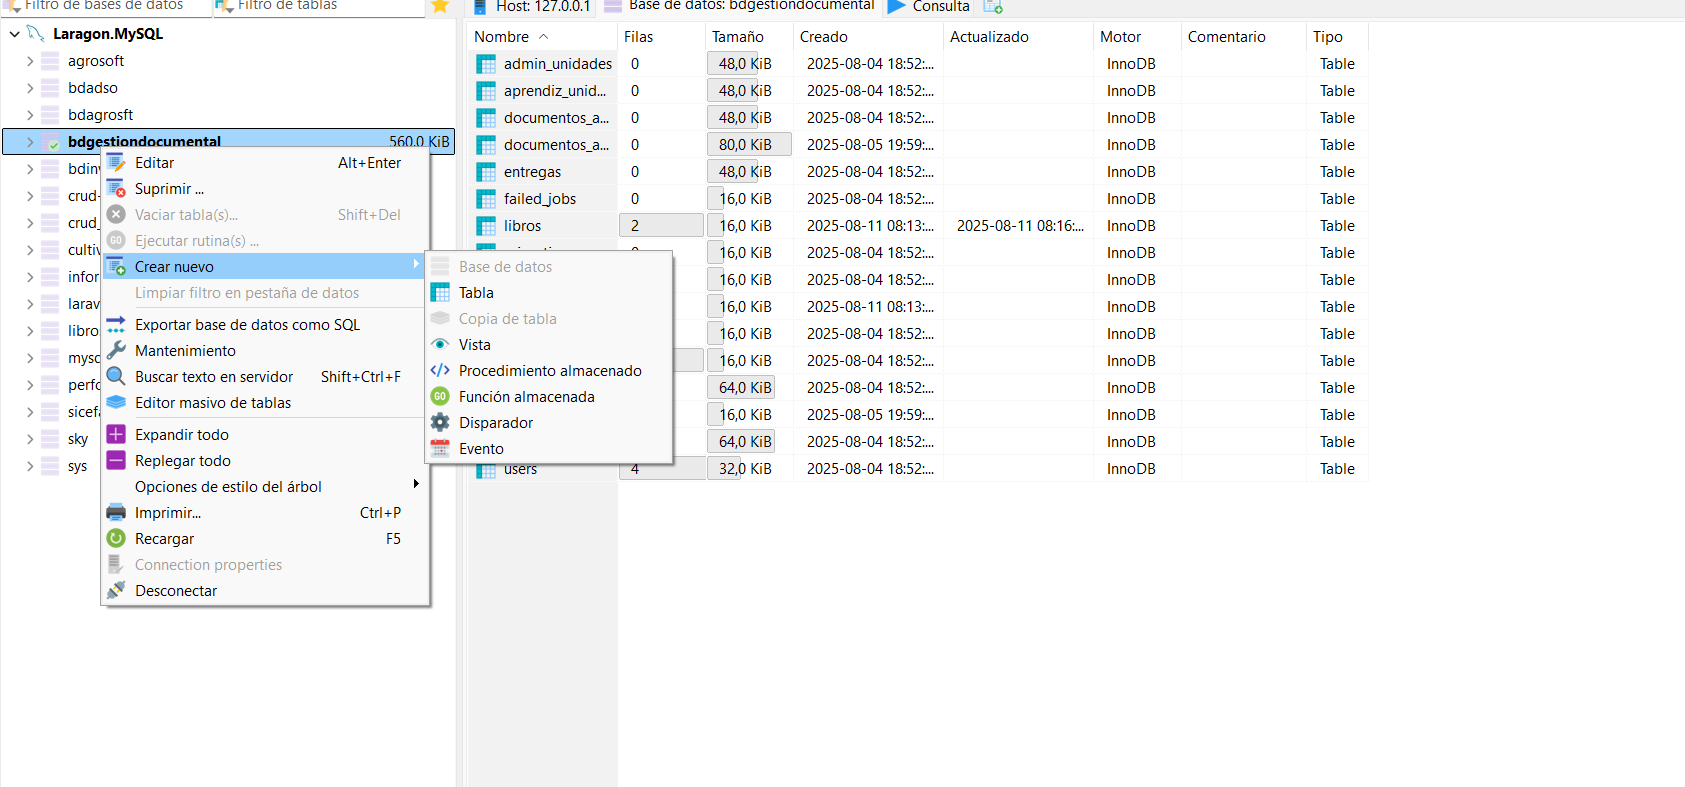 Filtro de bases de datos
Filtro de tablas
Host: 127.0.0.1
Base de datos: bdgestiondocumental
Consulta
Laragon.MySQL
agrosoft
bdadso
bdagrosft
bdgestiondocumental 560,0 KiB
bdinv
crud-
crud_
cultiv
infor
larav
libro
mysq
perfo
sicefa
sky
sys
Editar Alt+Enter
Suprimir ...
Vaciar tabla(s)... Shift+Del
Ejecutar rutina(s) ...
Crear nuevo
Limpiar filtro en pestaña de datos
Exportar base de datos como SQL
Mantenimiento
Buscar texto en servidor Shift+Ctrl+F
Editor masivo de tablas
Expandir todo
Replegar todo
Opciones de estilo del árbol
Imprimir... Ctrl+P
Recargar F5
Connection properties
Desconectar
Base de datos
Tabla
Copia de tabla
Vista
Procedimiento almacenado
Función almacenada
Disparador
Evento
Nombre Filas Tamaño Creado Actualizado Motor Comentario Tipo
admin_unidades 0 48,0 KiB 2025-08-04 18:52:... InnoDB Table
aprendiz_unid... 0 48,0 KiB 2025-08-04 18:52:... InnoDB Table
documentos_a... 0 48,0 KiB 2025-08-04 18:52:... InnoDB Table
documentos_a... 0 80,0 KiB 2025-08-05 19:59:... InnoDB Table
entregas 0 48,0 KiB 2025-08-04 18:52:... InnoDB Table
failed_jobs 0 16,0 KiB 2025-08-04 18:52:... InnoDB Table
libros 2 16,0 KiB 2025-08-11 08:13:... 2025-08-11 08:16:... InnoDB Table
16,0 KiB 2025-08-04 18:52:... InnoDB Table
16,0 KiB 2025-08-04 18:52:... InnoDB Table
16,0 KiB 2025-08-11 08:13:... InnoDB Table
16,0 KiB 2025-08-04 18:52:... InnoDB Table
16,0 KiB 2025-08-04 18:52:... InnoDB Table
64,0 KiB 2025-08-04 18:52:... InnoDB Table
16,0 KiB 2025-08-05 19:59:... InnoDB Table
64,0 KiB 2025-08-04 18:52:... InnoDB Table
users 4 32,0 KiB 2025-08-04 18:52:... InnoDB Table